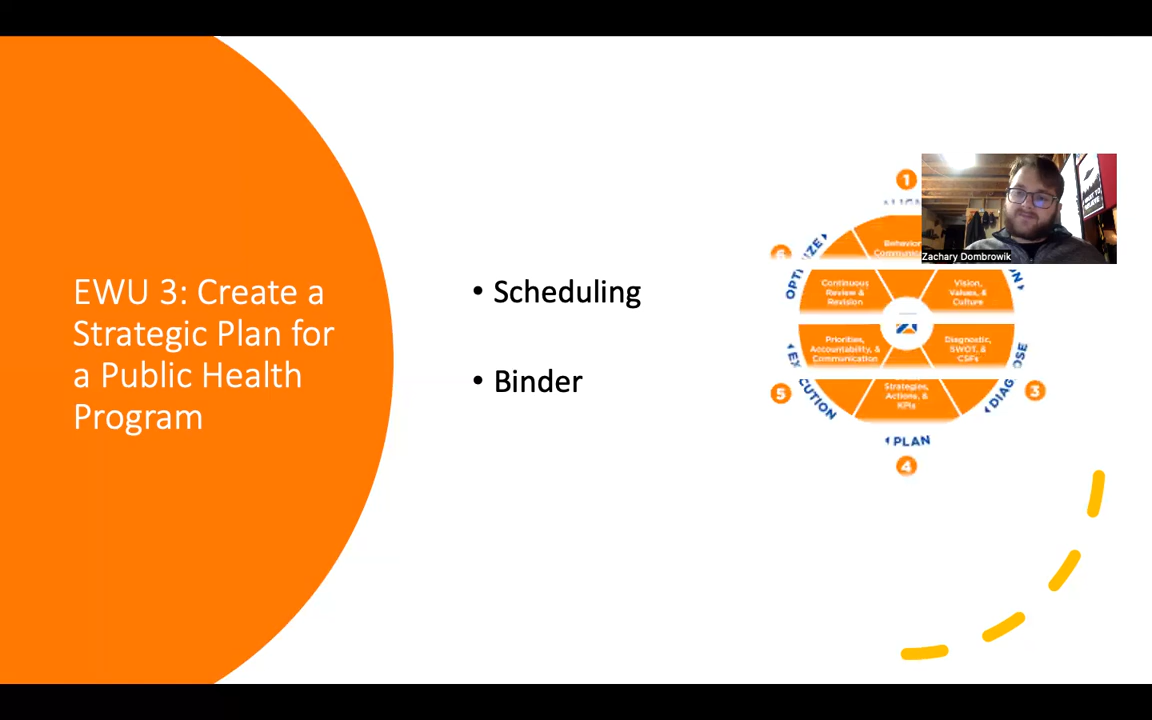 EWU 3: Create a
Strategic Plan for
a Public Health
Program
• Scheduling
• Binder
1
ALIGN
Zachary Dombrowik
6
OPTIMIZE
Continuous
Review &
Revision
Vision,
Values, &
Culture
Priorities,
Accountability, &
Communication
Diagnostic,
SWOT, &
CSFs
DIAGNOSE
3
5
EXECUTION
Strategies,
Actions, &
KPIs
PLAN
4